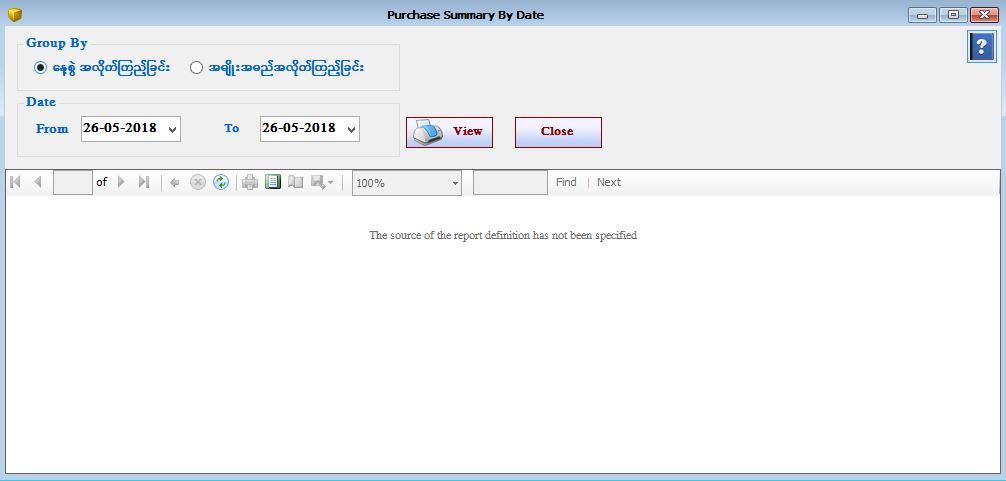 Purchase Summary By Date
Group By
နေ့စွဲ အလိုက်ကြည့်ခြင်း အမျိုးအမည်အလိုက်ကြည့်ခြင်း
Date
From 26-05-2018 To 26-05-2018 View Close
of 100% Find | Next
The source of the report definition has not been specified